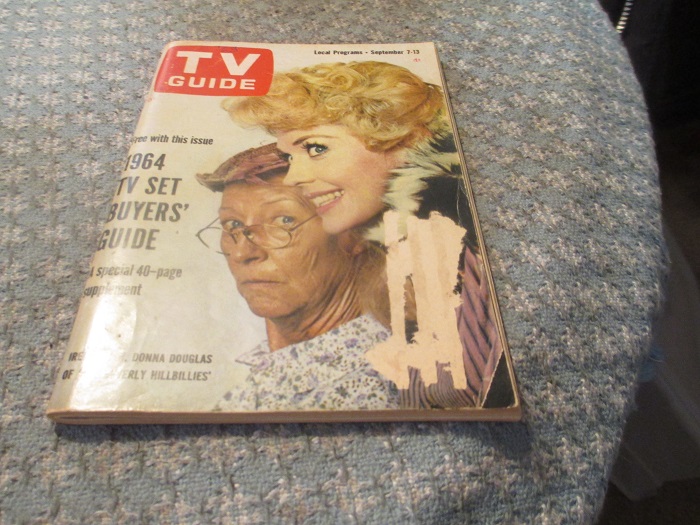 TV
GUIDE
Local Programs • September 7-13
with this issue
1964
TV SET
BUYERS'
GUIDE
A special 40-page
supplement
DONNA DOUGLAS
OF HILLBILLIES'